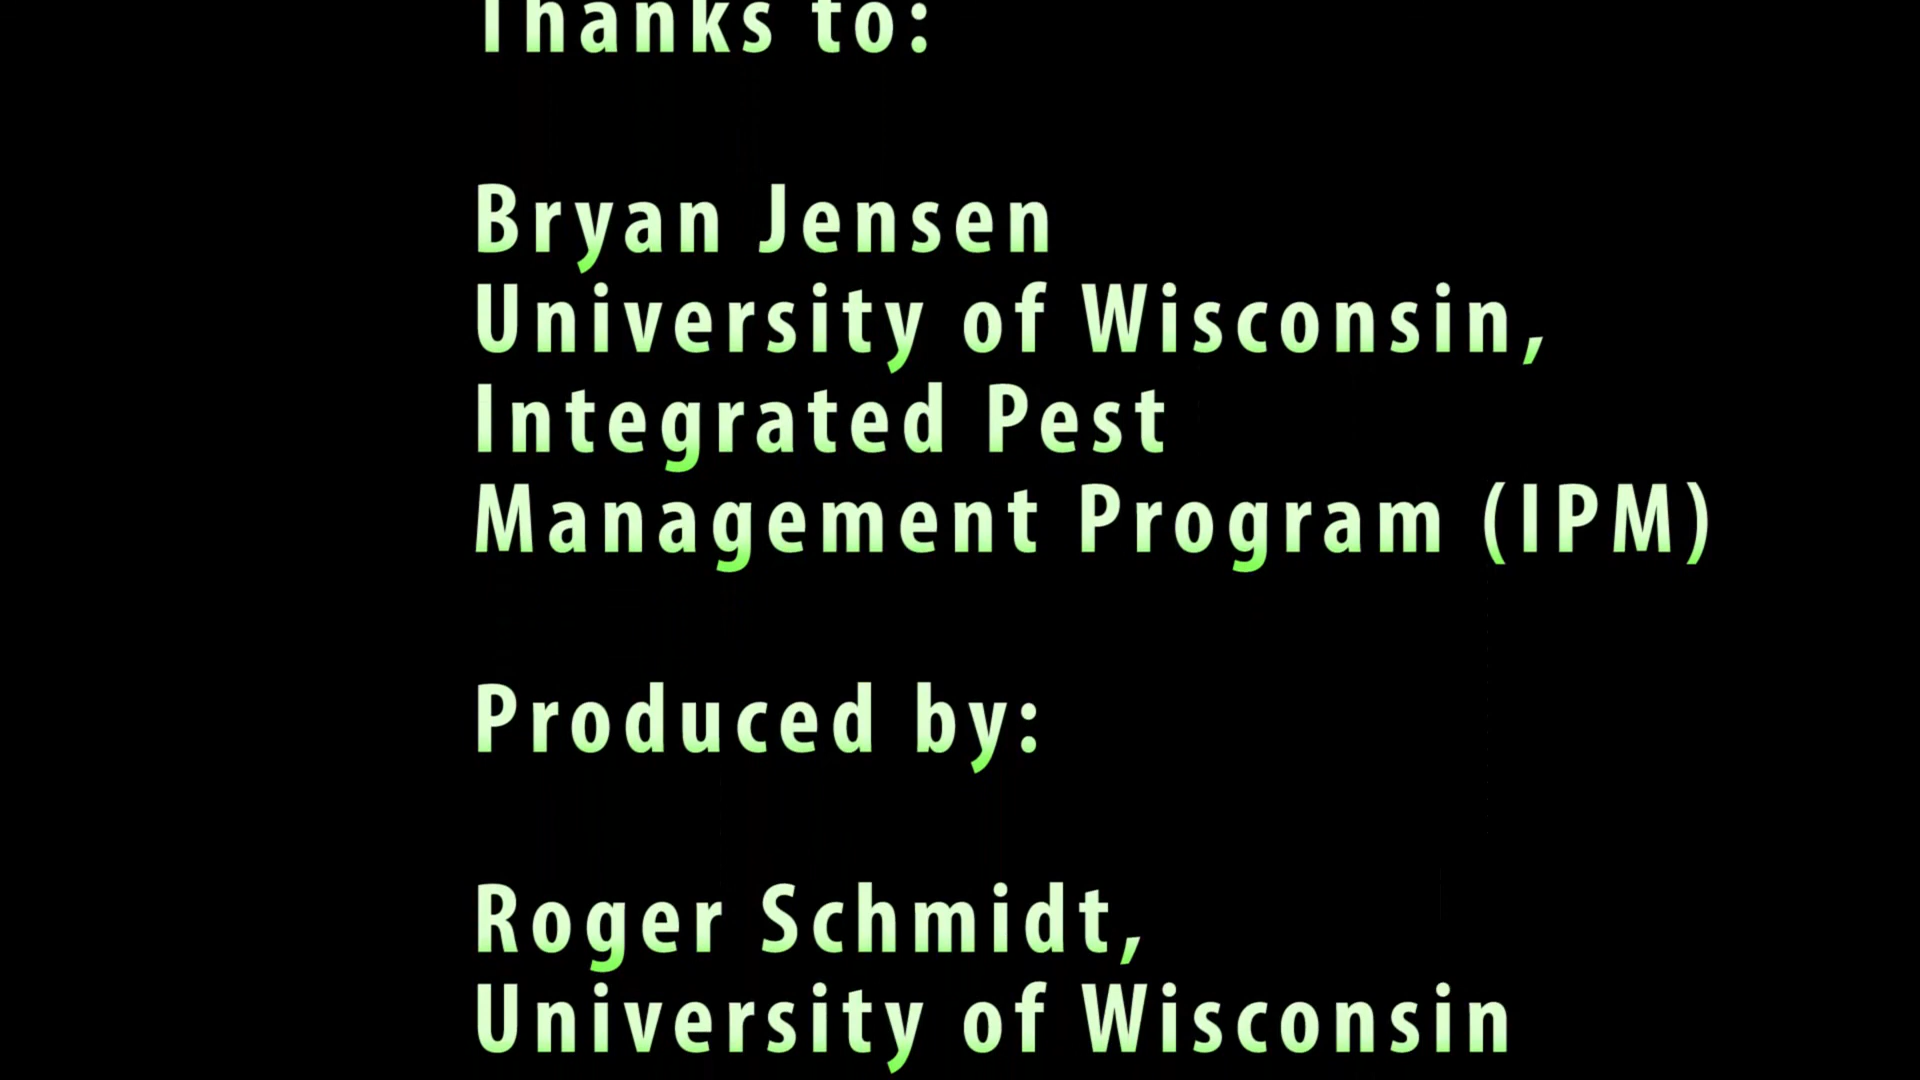 Thanks to:
Bryan Jensen
University of Wisconsin,
Integrated Pest
Management Program (IPM)
Produced by:
Roger Schmidt,
University of Wisconsin